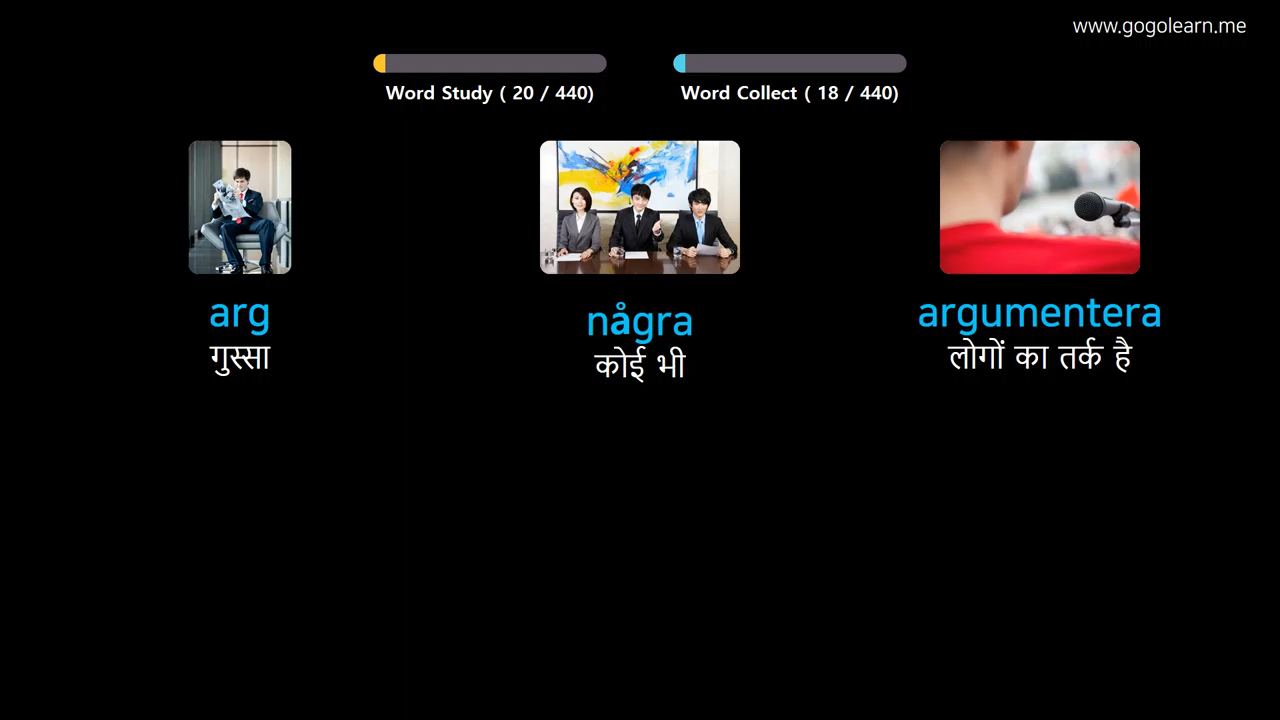 www.gogolearn.me
Word Study ( 20 / 440)
Word Collect ( 18 / 440)
arg
गुस्सा
några
कोई भी
argumentera
लोगों का तर्क है